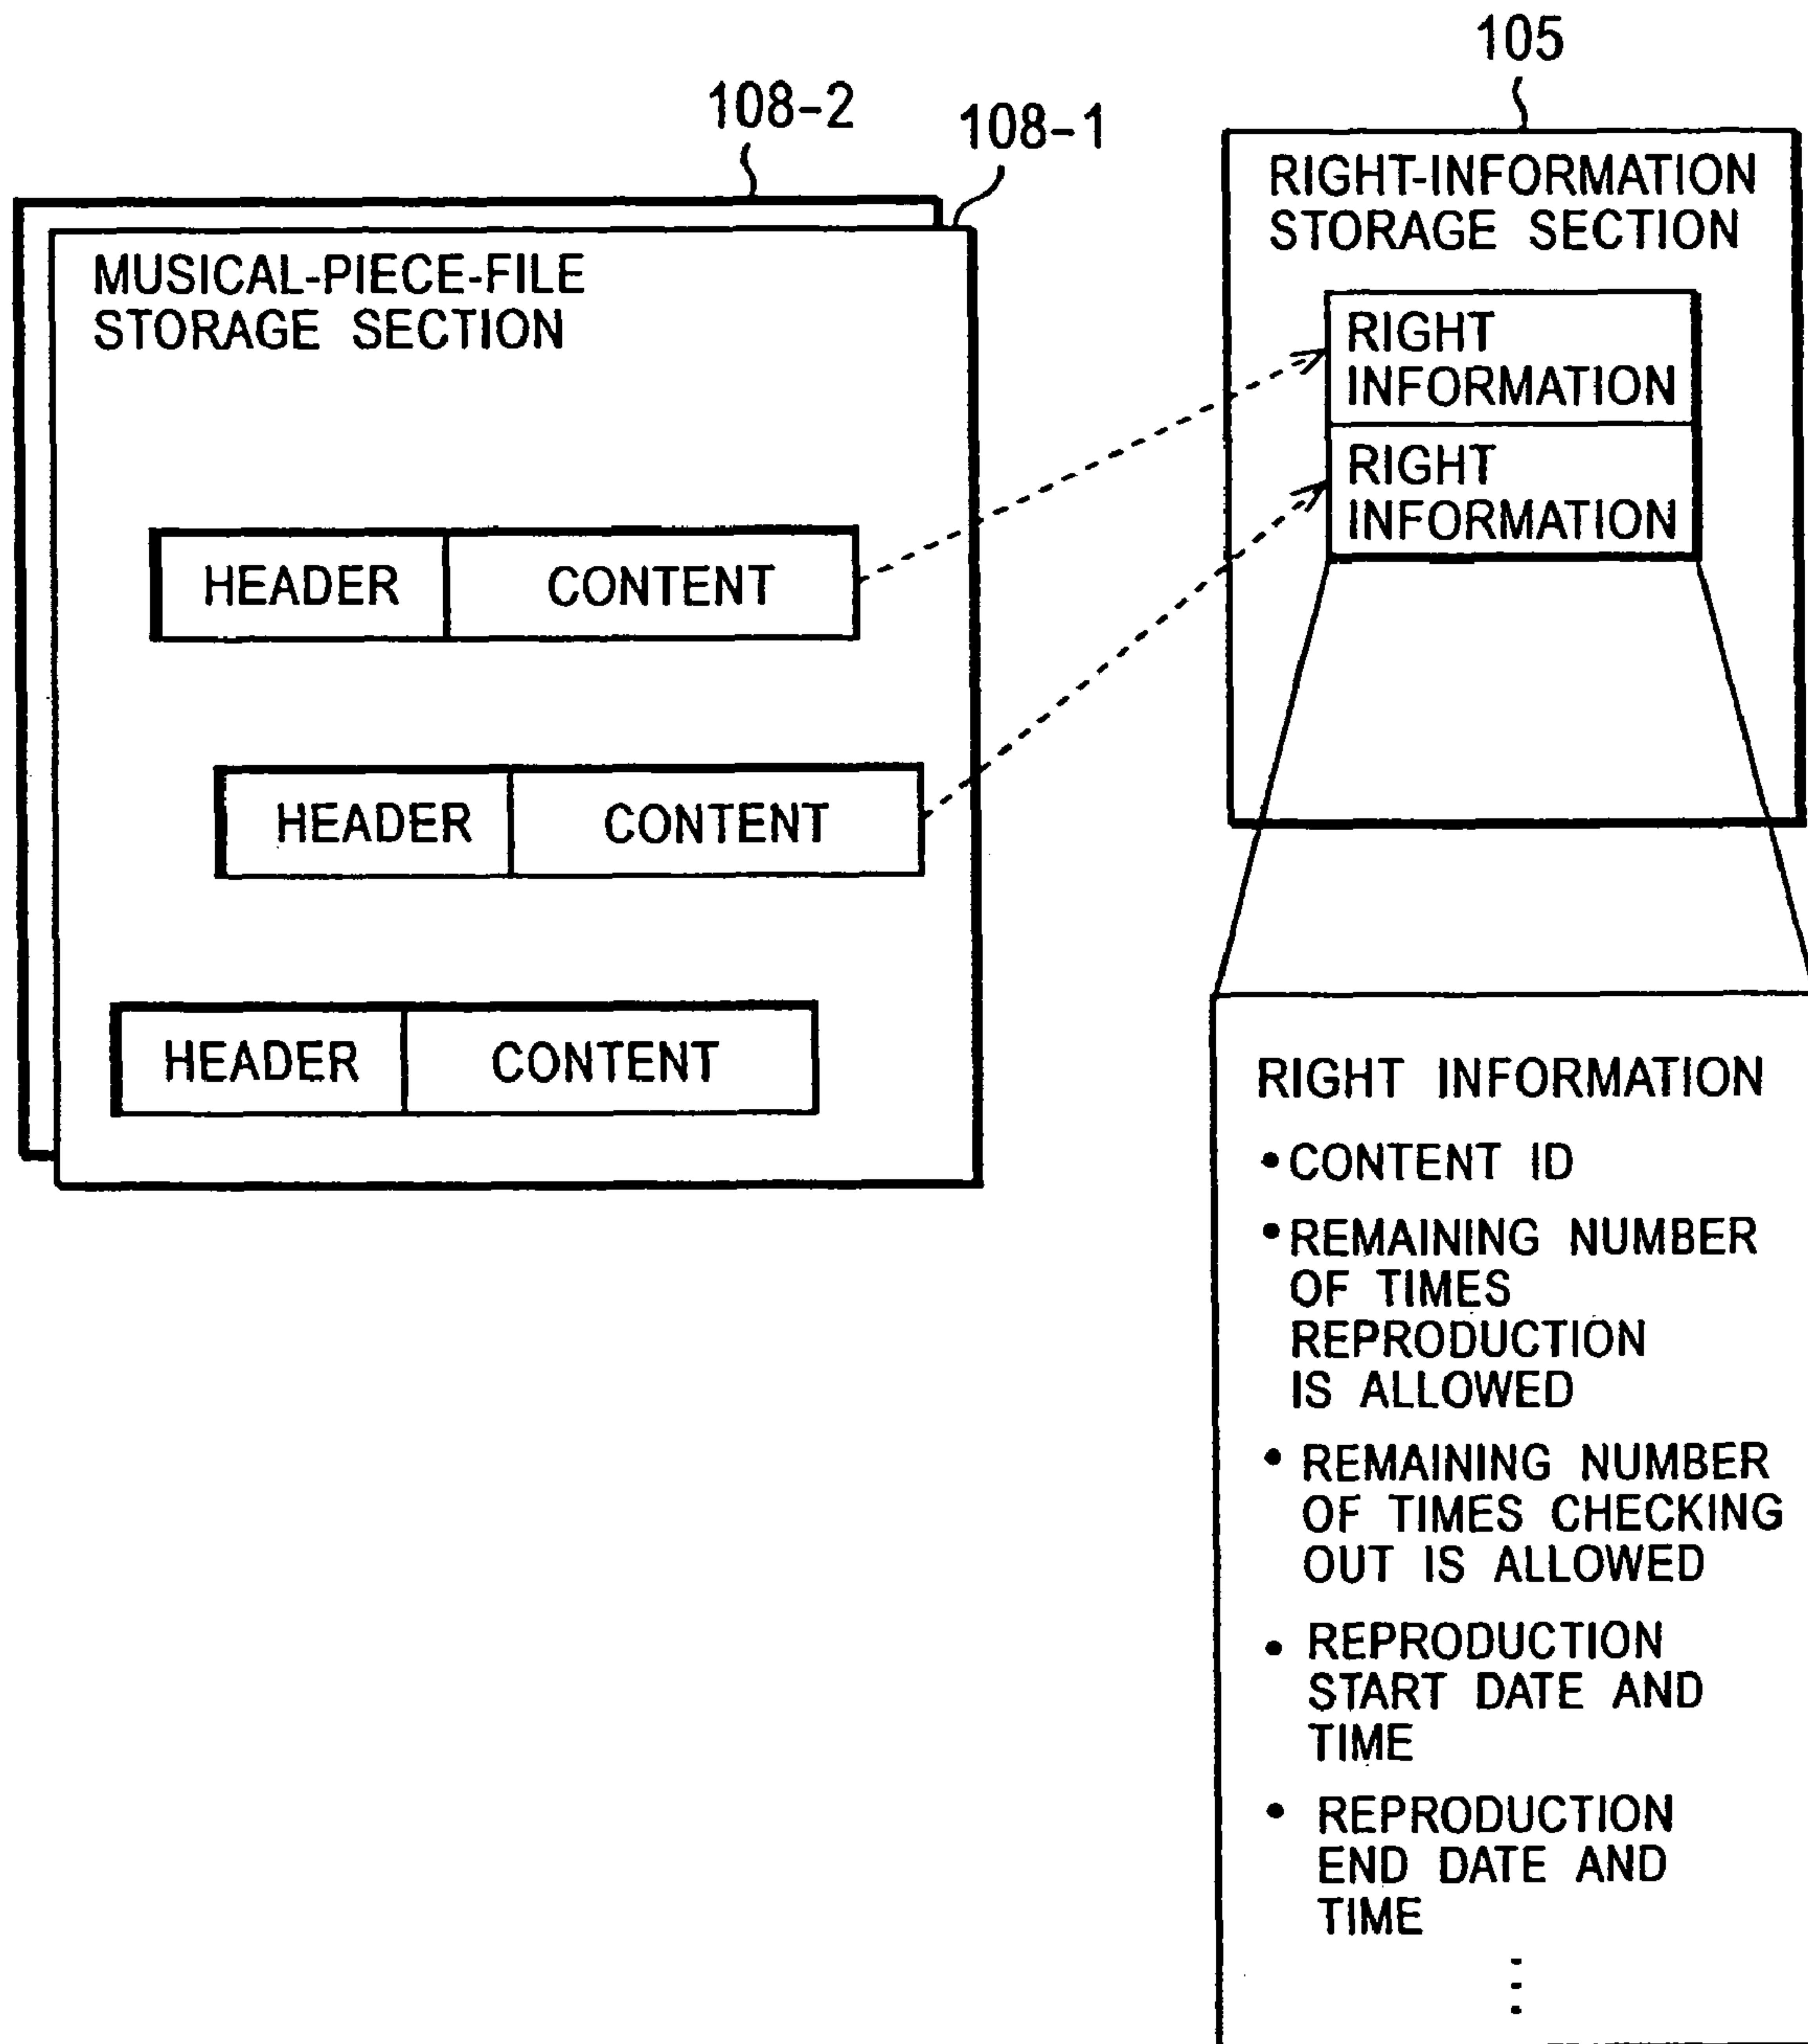 108-2
108-1
MUSICAL-PIECE-FILE
STORAGE SECTION
HEADER CONTENT
HEADER CONTENT
HEADER CONTENT
105
RIGHT-INFORMATION
STORAGE SECTION
RIGHT
INFORMATION
RIGHT
INFORMATION
RIGHT INFORMATION
•CONTENT ID
•REMAINING NUMBER
OF TIMES
REPRODUCTION
IS ALLOWED
• REMAINING NUMBER
OF TIMES CHECKING
OUT IS ALLOWED
• REPRODUCTION
START DATE AND
TIME
• REPRODUCTION
END DATE AND
TIME
⋮